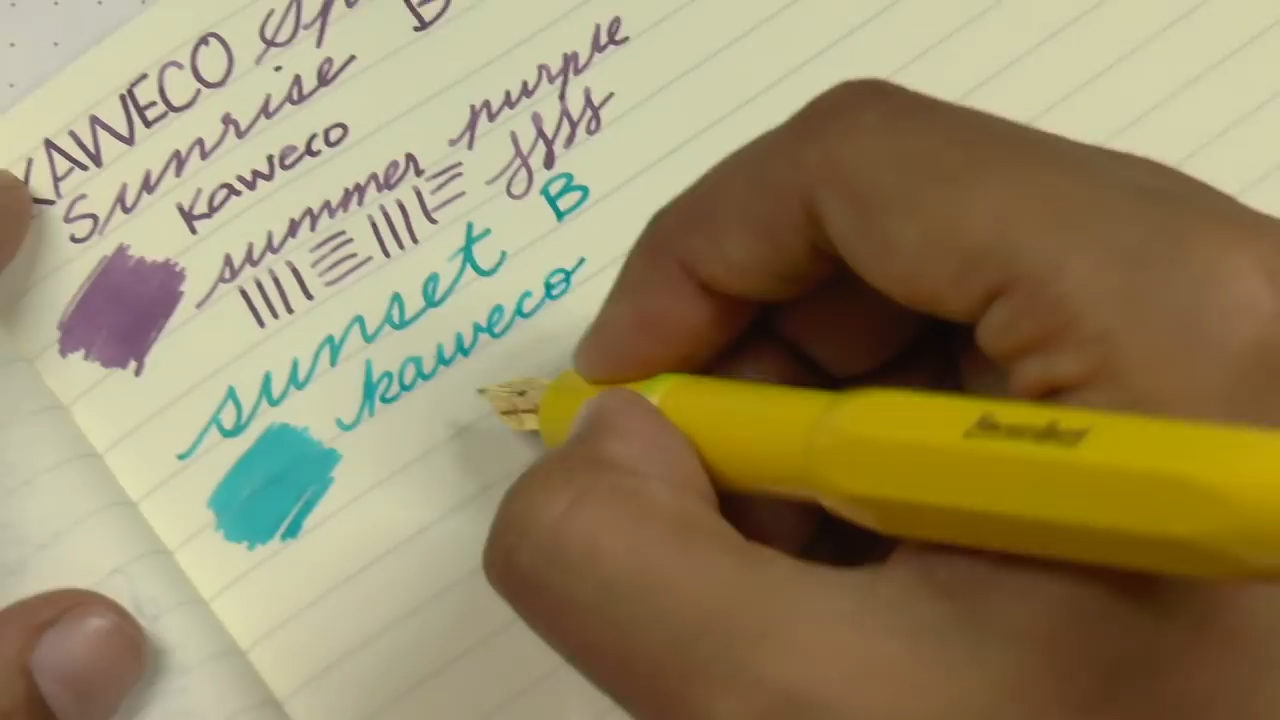 KAWECO
Sunrise B
Kaweco
summer purple
sunset B
kaweco